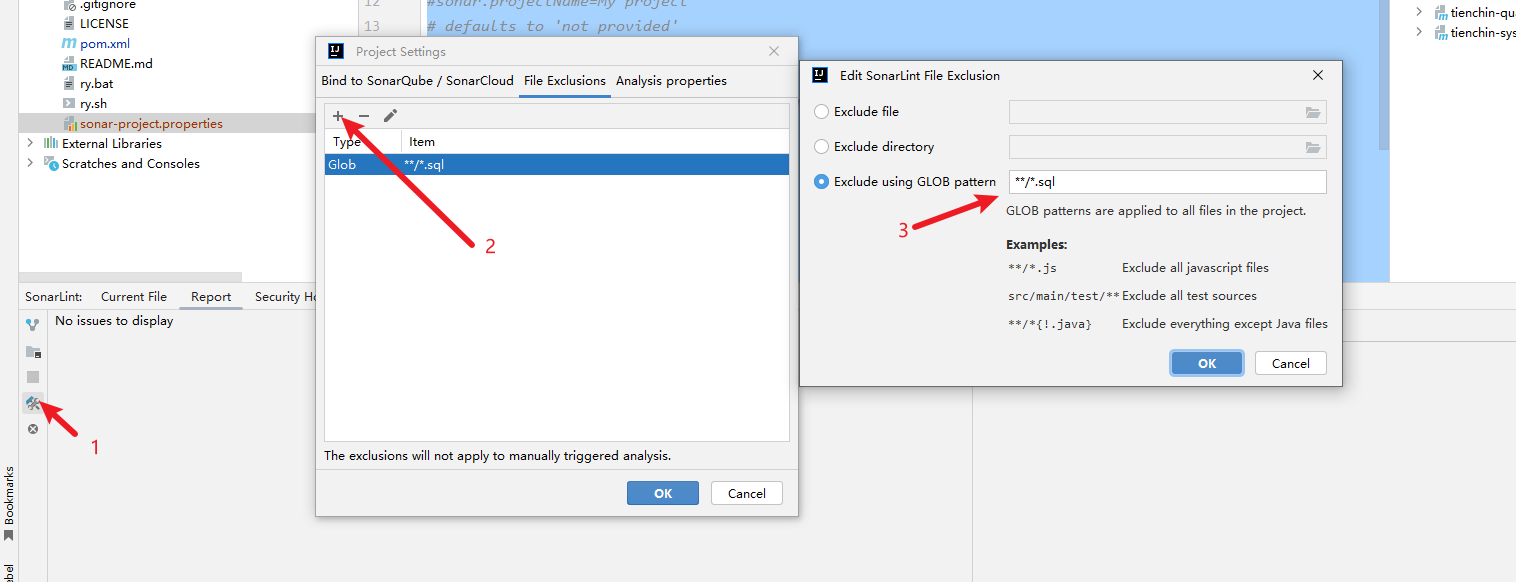 .gitignore
LICENSE
pom.xml
README.md
ry.bat
ry.sh
sonar-project.properties
External Libraries
Scratches and Consoles
12
#sonar.projectName=My project
13
# defaults to 'not provided'
tienchin-qu
tienchin-sys
Project Settings
Bind to SonarQube / SonarCloud
File Exclusions
Analysis properties
Type
Item
Glob
**/*.sql
2
The exclusions will not apply to manually triggered analysis.
OK
Cancel
Edit SonarLint File Exclusion
Exclude file
Exclude directory
Exclude using GLOB pattern
**/*.sql
3
GLOB patterns are applied to all files in the project.
Examples:
**/*.js
Exclude all javascript files
src/main/test/**
Exclude all test sources
**/*{!.java}
Exclude everything except Java files
OK
Cancel
SonarLint:
Current File
Report
Security Ho
No issues to display
1
Bookmarks
ebel